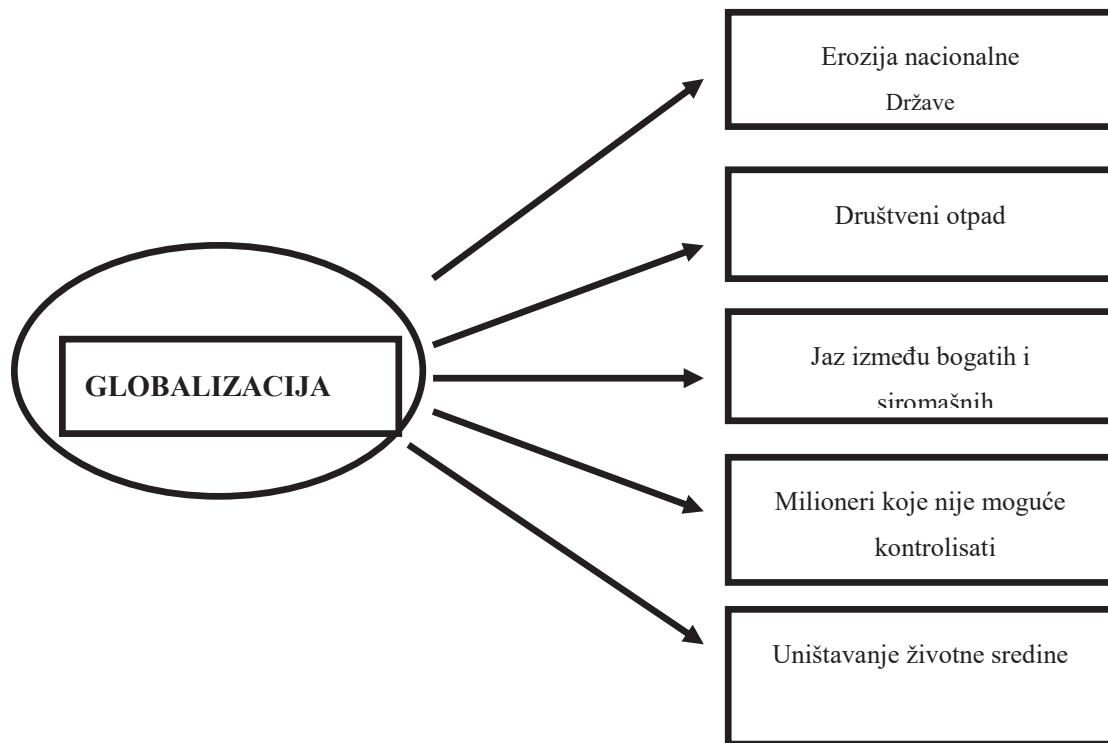 GLOBALIZACIJA
Erozija nacionalne
Države
Društveni otpad
Jaz između bogatih i
siromašnih
Milioneri koje nije moguće
kontrolisati
Uništavanje životne sredine